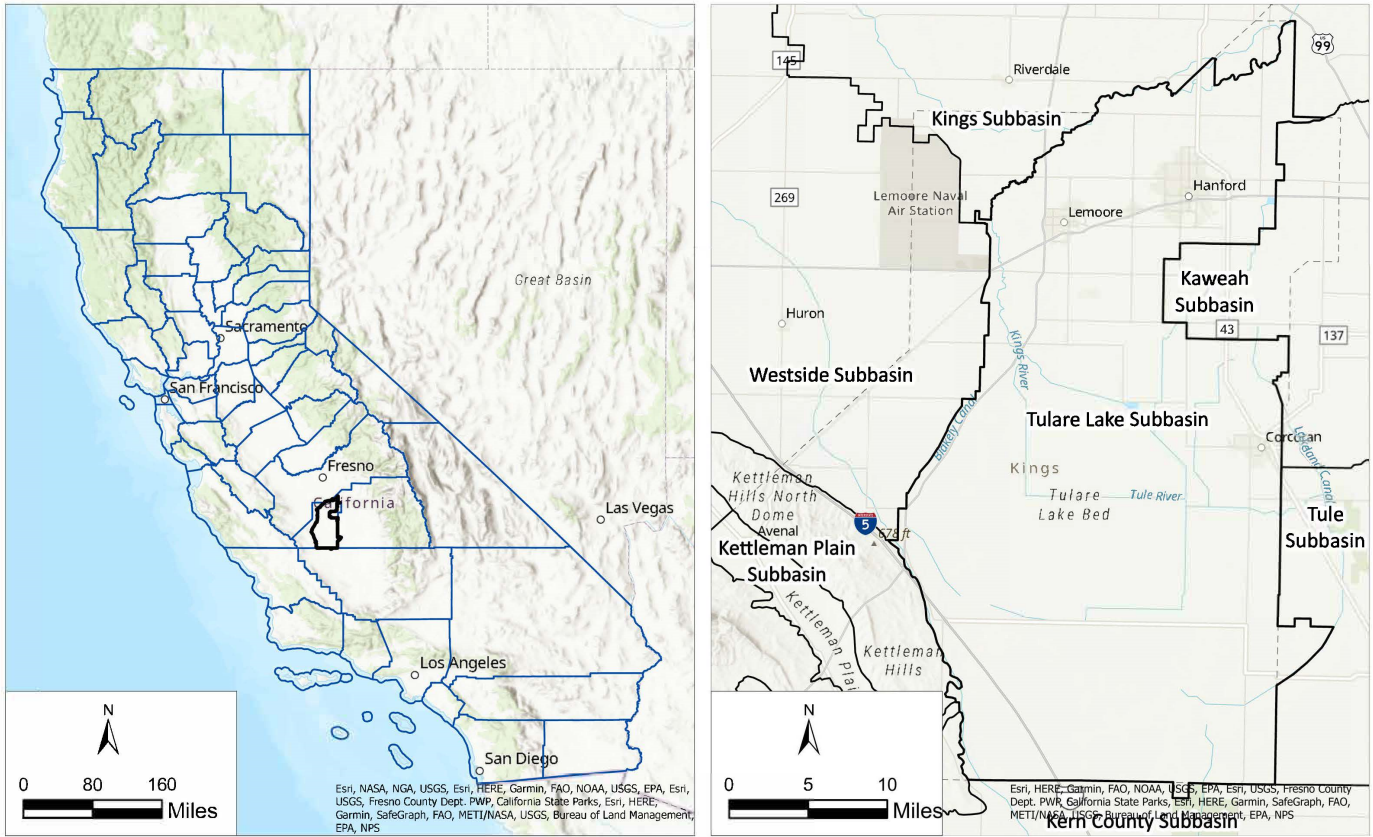 Great Basin
Sacramento
San Francisco
Fresno
California
Las Vegas
Los Angeles
San Diego
N
0 80 160
Miles
Esri, NASA, NGA, USGS, Esri, HERE, Garmin, FAO, NOAA, USGS, EPA, Esri,
USGS, Fresno County Dept. PWP, California State Parks, Esri, HERE,
Garmin, SafeGraph, FAO, METI/NASA, USGS, Bureau of Land Management,
EPA, NPS
US
99
145
Riverdale
Kings Subbasin
Hanford
269
Lemoore Naval
Air Station
Lemoore
Kaweah
Subbasin
Huron
43
137
Kings River
Westside Subbasin
Blakely Canal
Tulare Lake Subbasin
Corcoran
Lakeland Canal
Kings
Kettleman
Hills North
Dome
Tulare
Lake Bed
Tule River
Avenal
5
678 ft
Tule
Subbasin
Kettleman Plain
Subbasin
Kettleman Plain
Kettleman
Hills
N
0 5 10
Miles
Esri, HERE, Garmin, FAO, NOAA, USGS, EPA, Esri, USGS, Fresno County
Dept. PWP, California State Parks, Esri, HERE, Garmin, SafeGraph, FAO,
METI/NASA, USGS, Bureau of Land Management, EPA, NPS
Kern County Subbasin